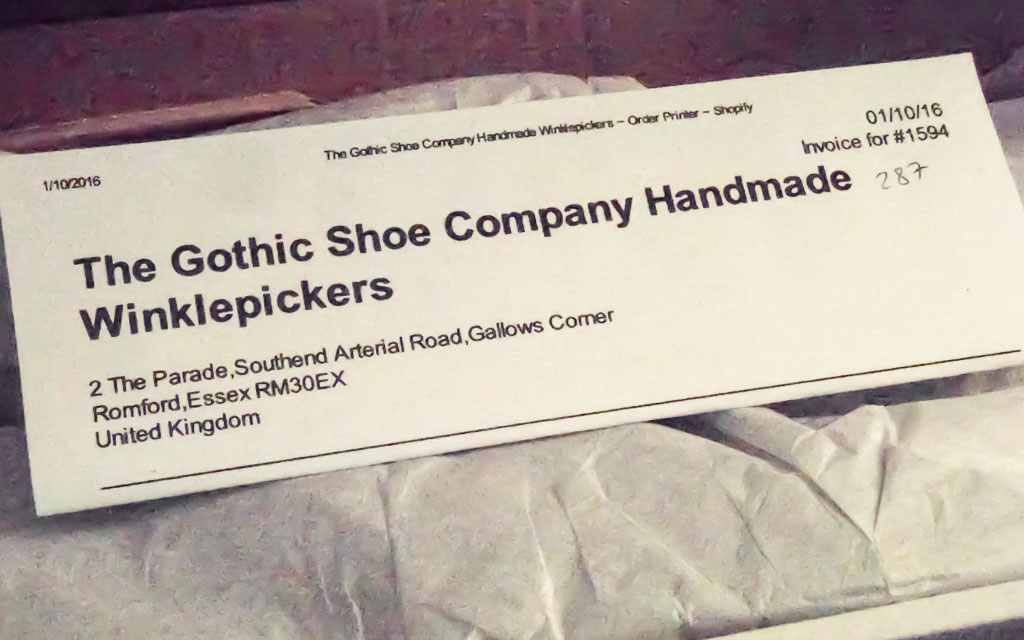 1/10/2016
The Gothic Shoe Company Handmade Winklepickers ~ Order Printer ~ Shopify
01/10/16
Invoice for #1594
287
The Gothic Shoe Company Handmade
Winklepickers
2 The Parade,Southend Arterial Road,Gallows Corner
Romford,Essex RM30EX
United Kingdom